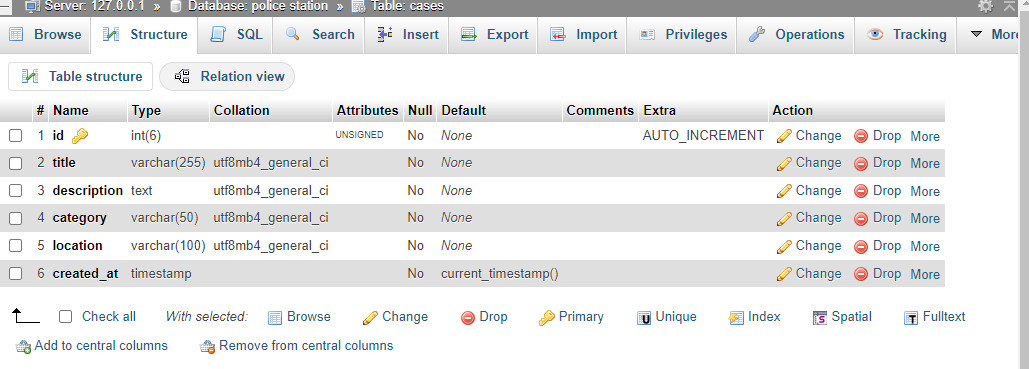 Server: 127.0.0.1 » Database: police station » Table: cases
Browse Structure SQL Search Insert Export Import Privileges Operations Tracking More
Table structure Relation view
# Name Type Collation Attributes Null Default Comments Extra Action
1 id int(6) UNSIGNED No None AUTO_INCREMENT Change Drop More
2 title varchar(255) utf8mb4_general_ci No None Change Drop More
3 description text utf8mb4_general_ci No None Change Drop More
4 category varchar(50) utf8mb4_general_ci No None Change Drop More
5 location varchar(100) utf8mb4_general_ci No None Change Drop More
6 created_at timestamp No current_timestamp() Change Drop More
Check all With selected: Browse Change Drop Primary Unique Index Spatial Fulltext
Add to central columns Remove from central columns